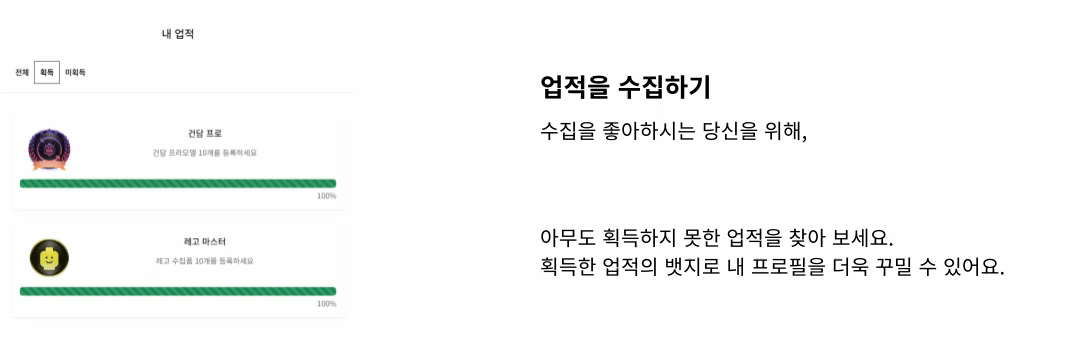 내 업적
전체 획득 미획득
건담 프로
건담 프라모델 10개를 등록하세요
100%
레고 마스터
레고 수집품 10개를 등록하세요
100%
업적을 수집하기
수집을 좋아하시는 당신을 위해,
아무도 획득하지 못한 업적을 찾아 보세요.
획득한 업적의 뱃지로 내 프로필을 더욱 꾸밀 수 있어요.